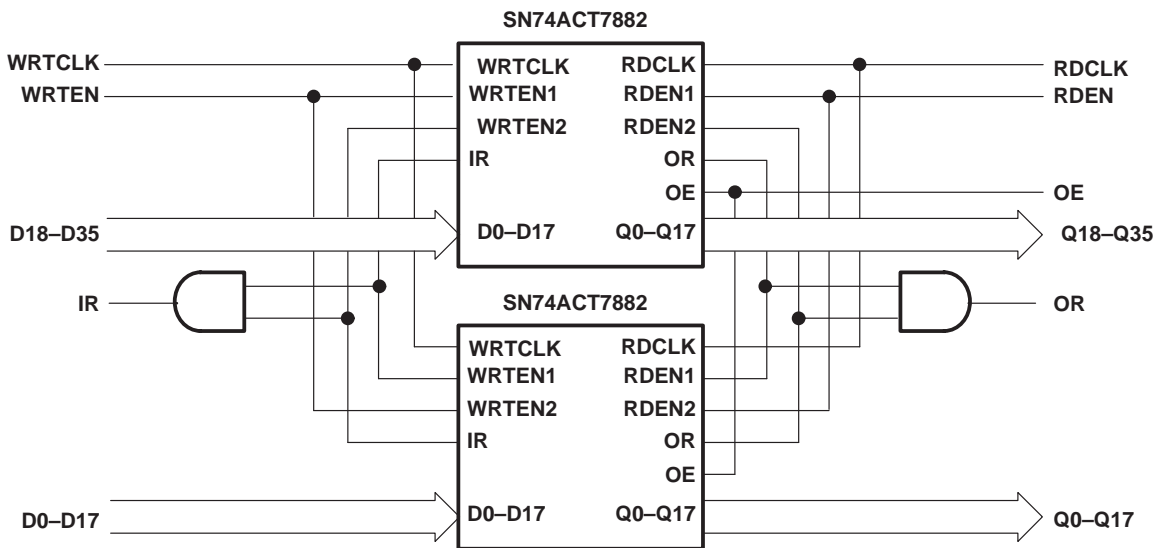 SN74ACT7882
WRTCLK WRTCLK RDCLK RDCLK
WRTEN WRTEN1 RDEN1 RDEN
WRTEN2 RDEN2
IR OR
OE OE
D18–D35 D0–D17 Q0–Q17 Q18–Q35
IR SN74ACT7882 OR
WRTCLK RDCLK
WRTEN1 RDEN1
WRTEN2 RDEN2
IR OR
OE
D0–D17 D0–D17 Q0–Q17 Q0–Q17